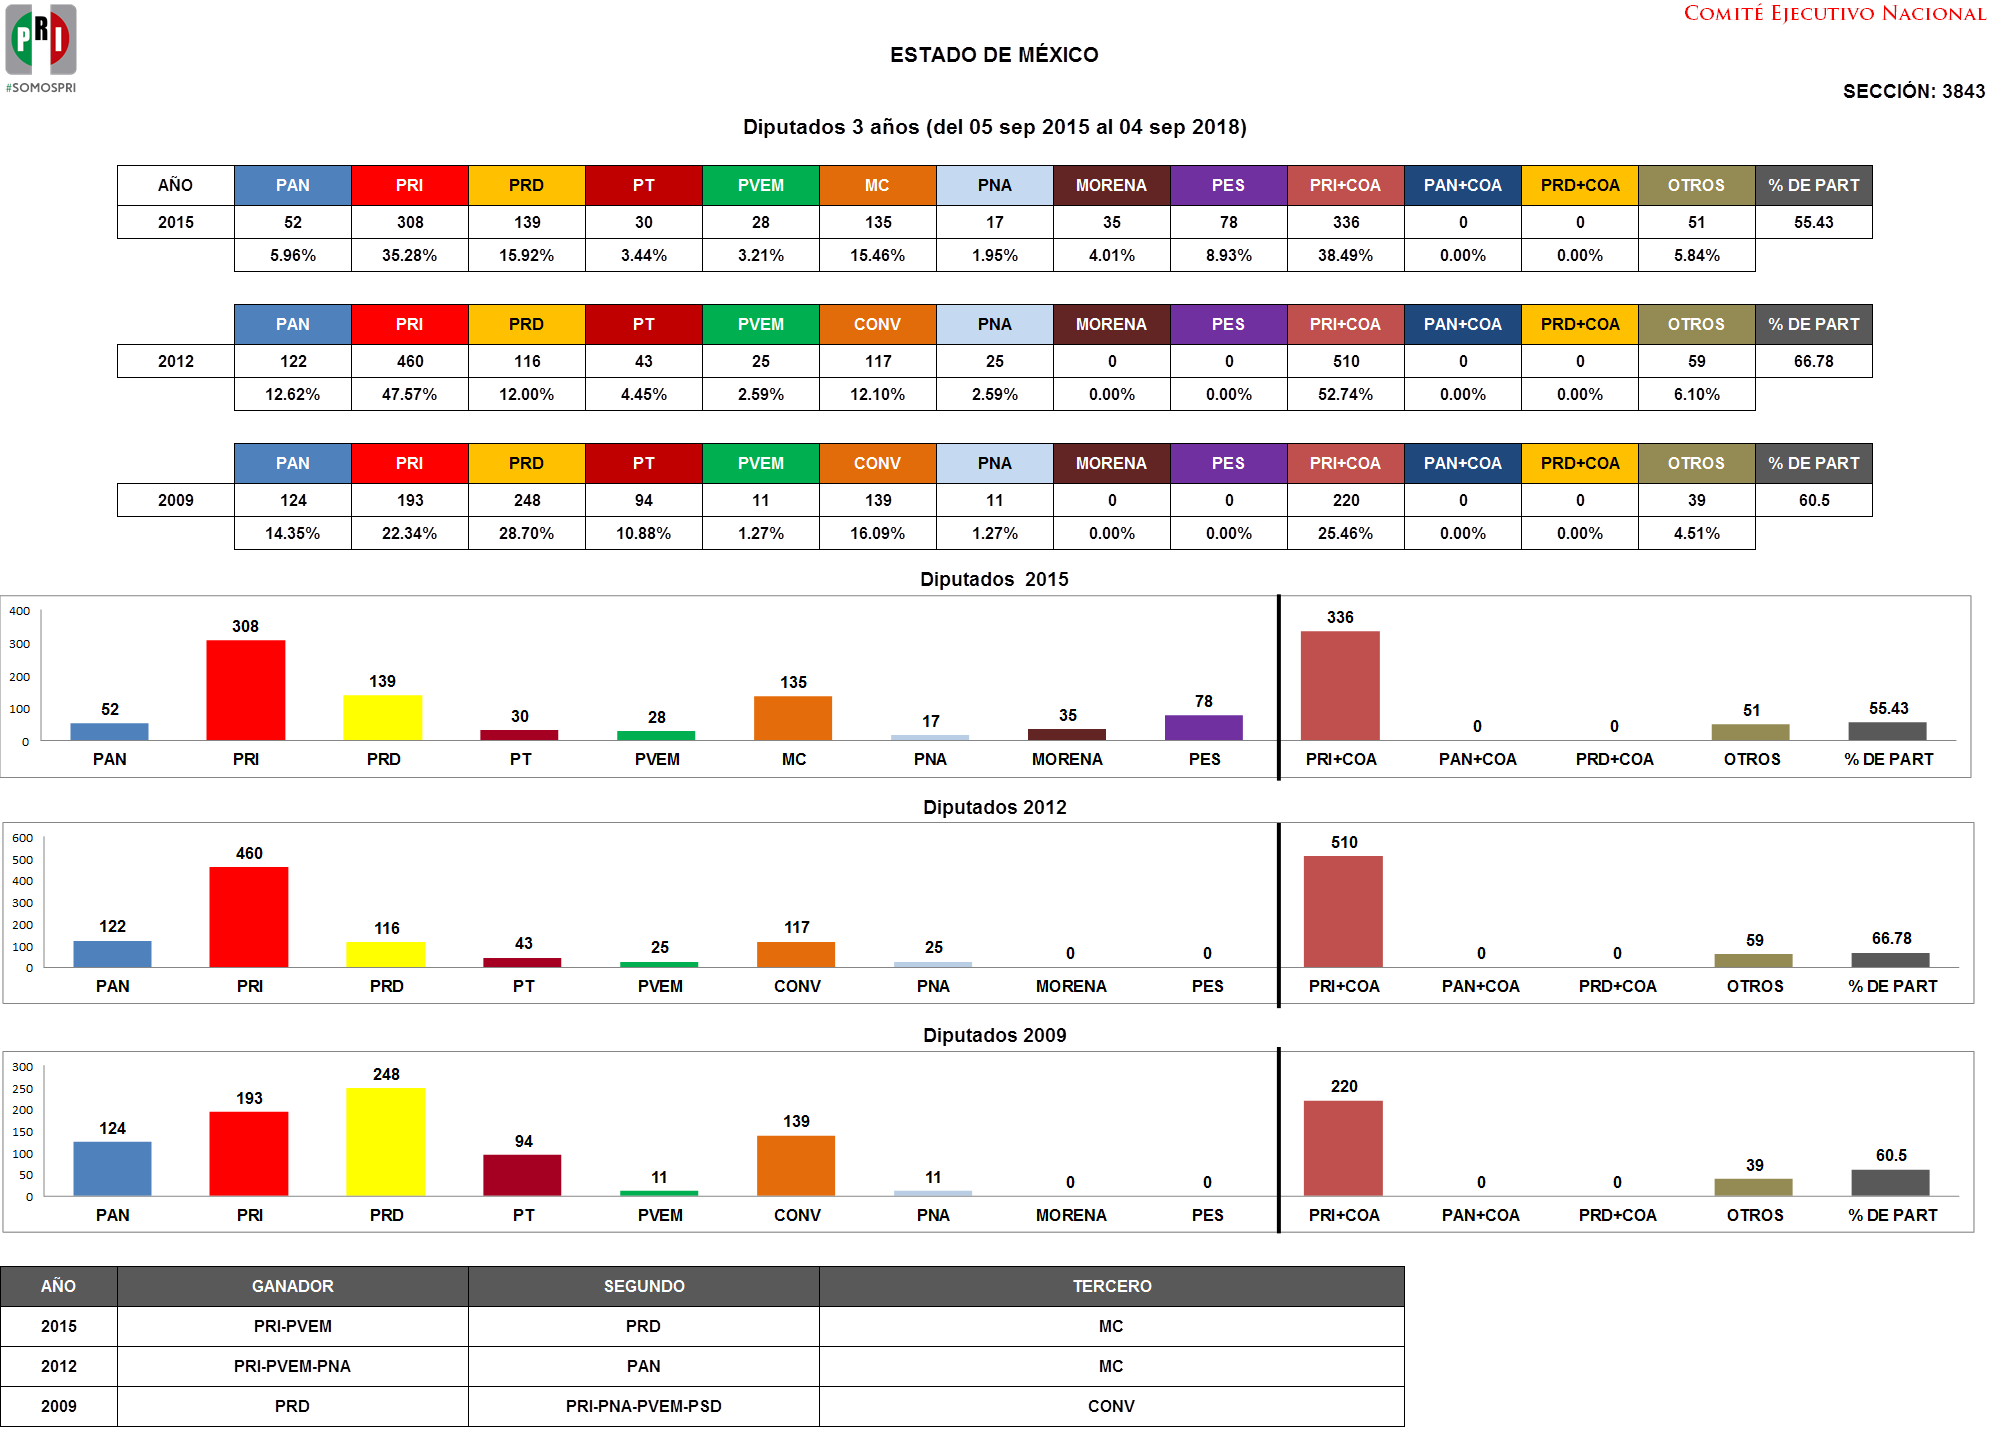 PRI
#SOMOSPRI
COMITÉ EJECUTIVO NACIONAL
ESTADO DE MÉXICO
SECCIÓN: 3843
Diputados 3 años (del 05 sep 2015 al 04 sep 2018)
AÑO PAN PRI PRD PT PVEM MC PNA MORENA PES PRI+COA PAN+COA PRD+COA OTROS % DE PART
2015 52 308 139 30 28 135 17 35 78 336 0 0 51 55.43
5.96% 35.28% 15.92% 3.44% 3.21% 15.46% 1.95% 4.01% 8.93% 38.49% 0.00% 0.00% 5.84%
PAN PRI PRD PT PVEM CONV PNA MORENA PES PRI+COA PAN+COA PRD+COA OTROS % DE PART
2012 122 460 116 43 25 117 25 0 0 510 0 0 59 66.78
12.62% 47.57% 12.00% 4.45% 2.59% 12.10% 2.59% 0.00% 0.00% 52.74% 0.00% 0.00% 6.10%
PAN PRI PRD PT PVEM CONV PNA MORENA PES PRI+COA PAN+COA PRD+COA OTROS % DE PART
2009 124 193 248 94 11 139 11 0 0 220 0 0 39 60.5
14.35% 22.34% 28.70% 10.88% 1.27% 16.09% 1.27% 0.00% 0.00% 25.46% 0.00% 0.00% 4.51%
Diputados 2015
400
300
200
100
0
52 308 139 30 28 135 17 35 78 336 0 0 51 55.43
PAN PRI PRD PT PVEM MC PNA MORENA PES PRI+COA PAN+COA PRD+COA OTROS % DE PART
Diputados 2012
600
500
400
300
200
100
0
122 460 116 43 25 117 25 0 0 510 0 0 59 66.78
PAN PRI PRD PT PVEM CONV PNA MORENA PES PRI+COA PAN+COA PRD+COA OTROS % DE PART
Diputados 2009
300
250
200
150
100
50
0
124 193 248 94 11 139 11 0 0 220 0 0 39 60.5
PAN PRI PRD PT PVEM CONV PNA MORENA PES PRI+COA PAN+COA PRD+COA OTROS % DE PART
AÑO GANADOR SEGUNDO TERCERO
2015 PRI-PVEM PRD MC
2012 PRI-PVEM-PNA PAN MC
2009 PRD PRI-PNA-PVEM-PSD CONV